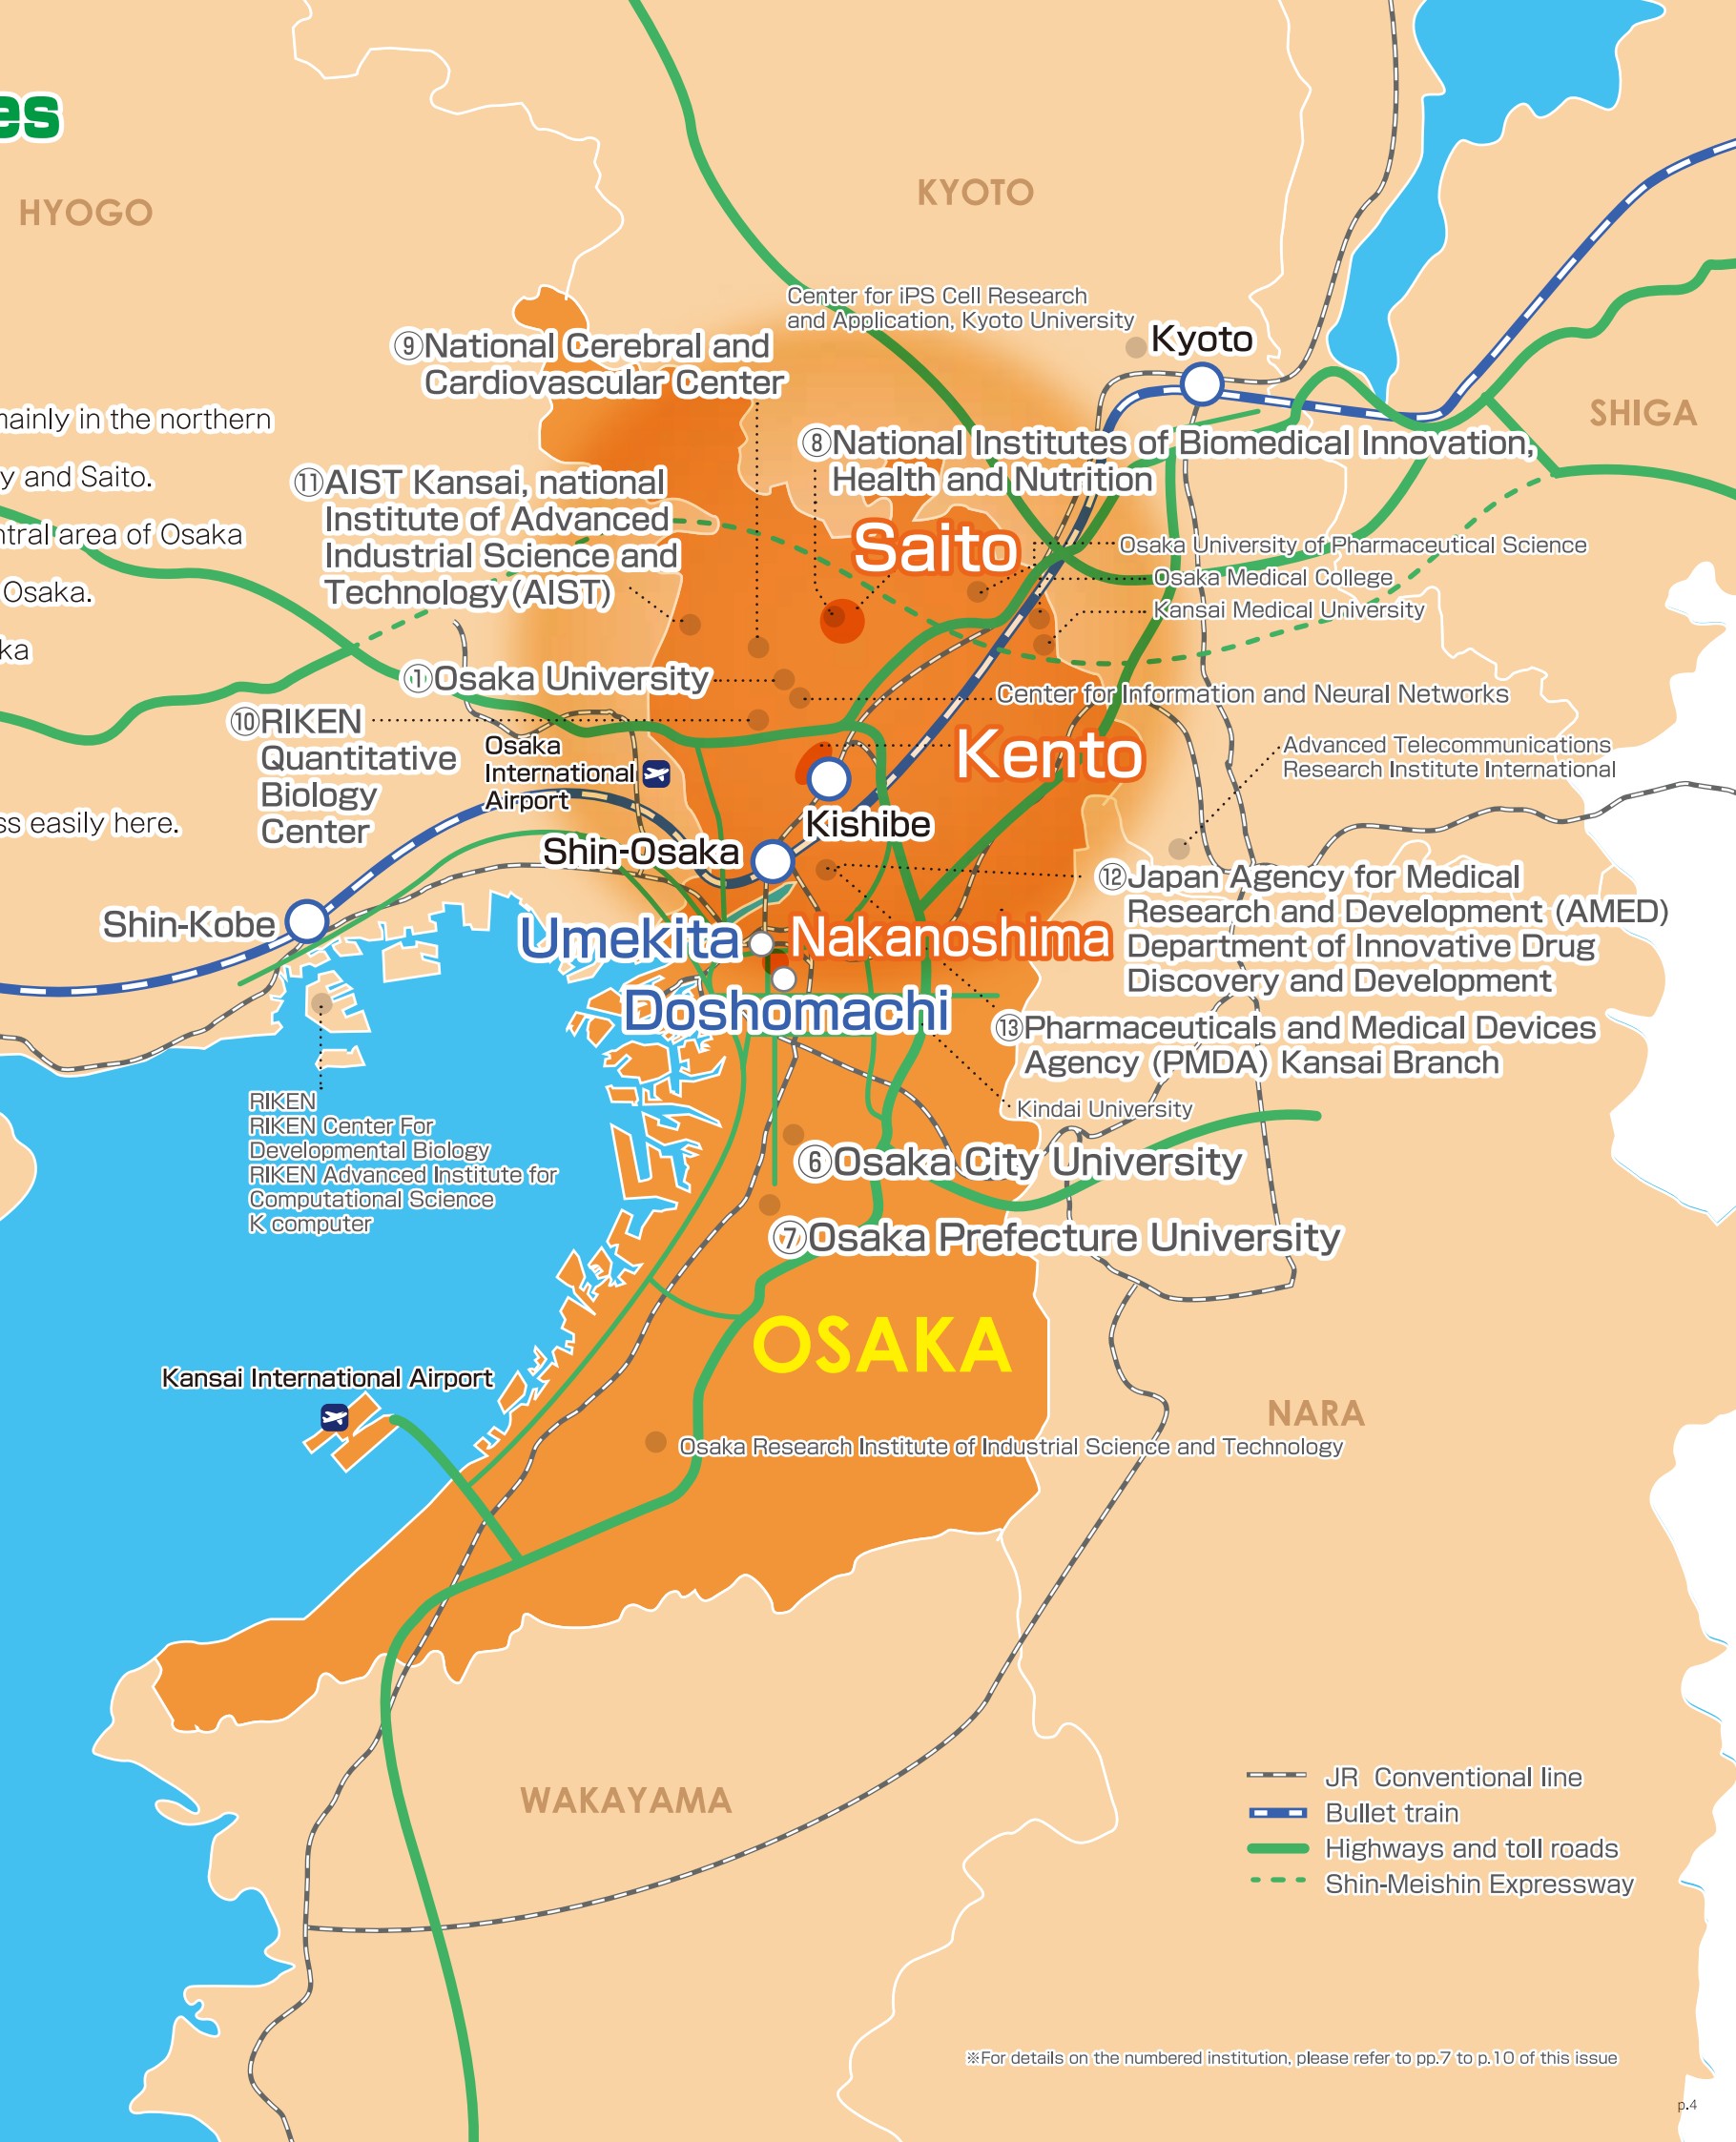 es
HYOGO
KYOTO
Center for iPS Cell Research
and Application, Kyoto University
Kyoto
⑨National Cerebral and
Cardiovascular Center
SHIGA
mainly in the northern
⑧National Institutes of Biomedical Innovation,
Health and Nutrition
y and Saito.
⑪AIST Kansai, national
Institute of Advanced
Industrial Science and
Technology(AIST)
ntral area of Osaka
Saito
Osaka University of Pharmaceutical Science
Osaka Medical College
Kansai Medical University
Osaka.
ka
①Osaka University
Center for Information and Neural Networks
⑩RIKEN
Quantitative
Biology
Center
Osaka
International
Airport
Kento
Advanced Telecommunications
Research Institute International
ss easily here.
Kishibe
Shin-Osaka
⑫Japan Agency for Medical
Research and Development (AMED)
Department of Innovative Drug
Discovery and Development
Shin-Kobe
Umekita
Nakanoshima
Doshomachi
⑬Pharmaceuticals and Medical Devices
Agency (PMDA) Kansai Branch
RIKEN
RIKEN Center For
Developmental Biology
RIKEN Advanced Institute for
Computational Science
K computer
Kindai University
⑥Osaka City University
⑦Osaka Prefecture University
OSAKA
Kansai International Airport
NARA
Osaka Research Institute of Industrial Science and Technology
WAKAYAMA
JR Conventional line
Bullet train
Highways and toll roads
Shin-Meishin Expressway
※For details on the numbered institution, please refer to pp.7 to p.10 of this issue
p.4